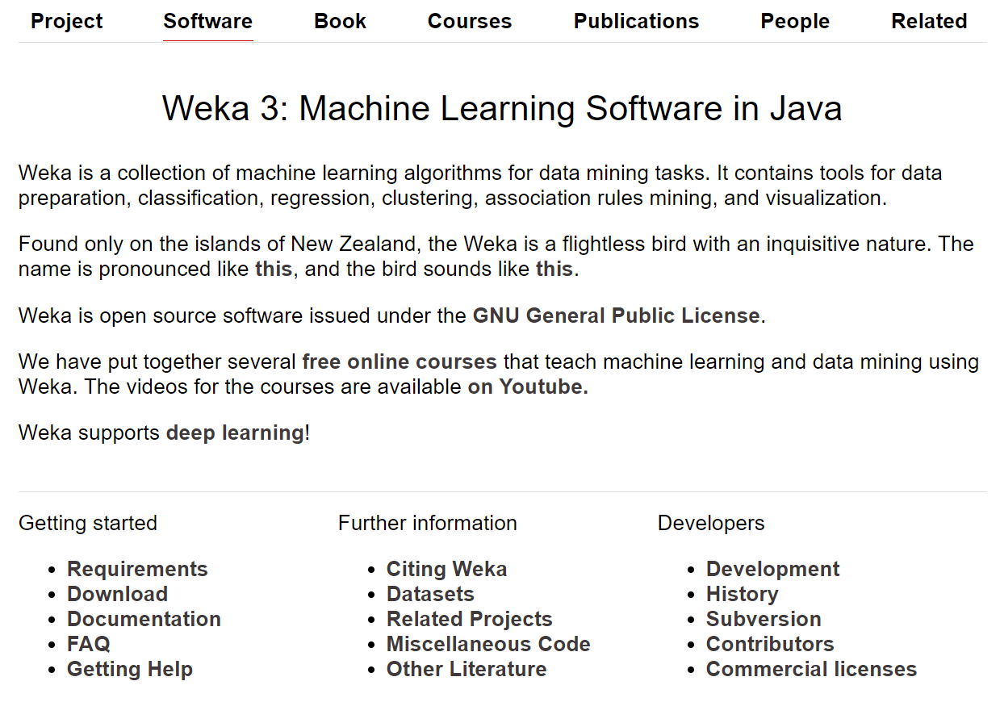 Project Software Book Courses Publications People Related
Weka 3: Machine Learning Software in Java
Weka is a collection of machine learning algorithms for data mining tasks. It contains tools for data
preparation, classification, regression, clustering, association rules mining, and visualization.
Found only on the islands of New Zealand, the Weka is a flightless bird with an inquisitive nature. The
name is pronounced like this, and the bird sounds like this.
Weka is open source software issued under the GNU General Public License.
We have put together several free online courses that teach machine learning and data mining using
Weka. The videos for the courses are available on Youtube.
Weka supports deep learning!
Getting started
• Requirements
• Download
• Documentation
• FAQ
• Getting Help
Further information
• Citing Weka
• Datasets
• Related Projects
• Miscellaneous Code
• Other Literature
Developers
• Development
• History
• Subversion
• Contributors
• Commercial licenses